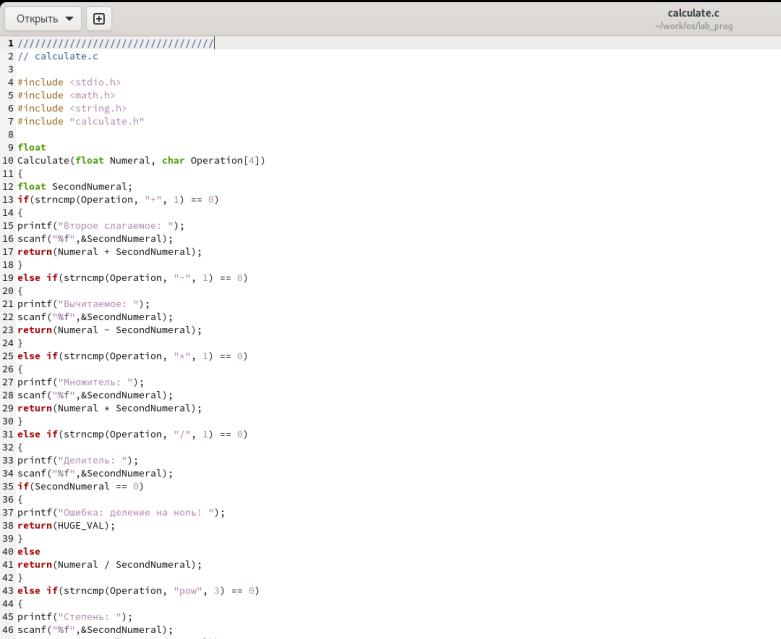 Открыть
calculate.c
~/work/os/lab_prog
1 //////////////////////////////////
2 // calculate.c
3
4 #include <stdio.h>
5 #include <math.h>
6 #include <string.h>
7 #include "calculate.h"
8
9 float
10 Calculate(float Numeral, char Operation[4])
11 {
12 float SecondNumeral;
13 if(strncmp(Operation, "+", 1) == 0)
14 {
15 printf("Второе слагаемое: ");
16 scanf("%f",&SecondNumeral);
17 return(Numeral + SecondNumeral);
18 }
19 else if(strncmp(Operation, "-", 1) == 0)
20 {
21 printf("Вычитаемое: ");
22 scanf("%f",&SecondNumeral);
23 return(Numeral - SecondNumeral);
24 }
25 else if(strncmp(Operation, "*", 1) == 0)
26 {
27 printf("Множитель: ");
28 scanf("%f",&SecondNumeral);
29 return(Numeral * SecondNumeral);
30 }
31 else if(strncmp(Operation, "/", 1) == 0)
32 {
33 printf("Делитель: ");
34 scanf("%f",&SecondNumeral);
35 if(SecondNumeral == 0)
36 {
37 printf("Ошибка: деление на ноль! ");
38 return(HUGE_VAL);
39 }
40 else
41 return(Numeral / SecondNumeral);
42 }
43 else if(strncmp(Operation, "pow", 3) == 0)
44 {
45 printf("Степень: ");
46 scanf("%f",&SecondNumeral);